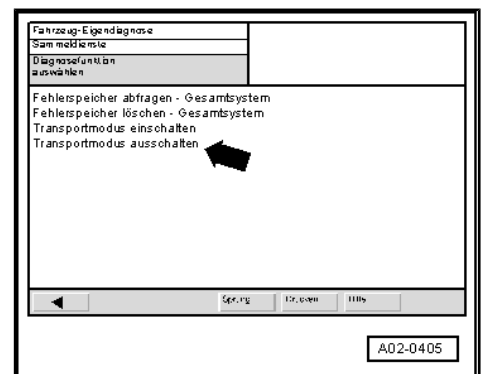 Fahrzeug-Eigendiagnose
Sammeldienste
Diagnosefunktion
auswählen
Fehlerspeicher abfragen - Gesamtsystem
Fehlerspeicher löschen - Gesamtsystem
Transportmodus einschalten
Transportmodus ausschalten
Sprung
Drucken
Hilfe
A02-0405